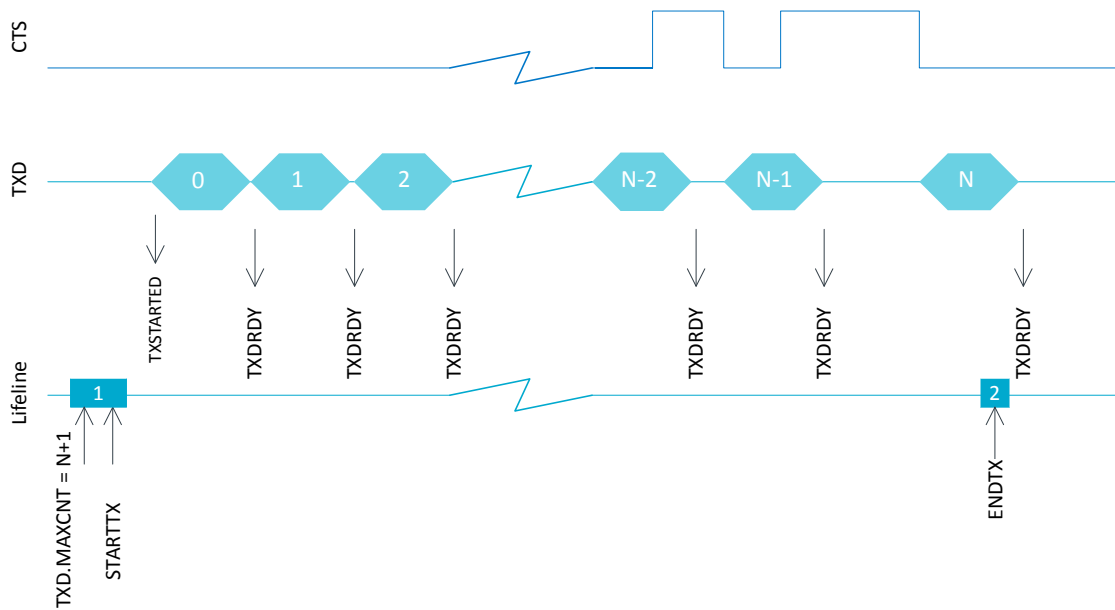 CTS
TXD
0
1
2
N-2
N-1
N
TXSTARTED
TXDRDY
TXDRDY
TXDRDY
TXDRDY
TXDRDY
TXDRDY
Lifeline
1
2
TXD.MAXCNT = N+1
STARTTX
ENDTX